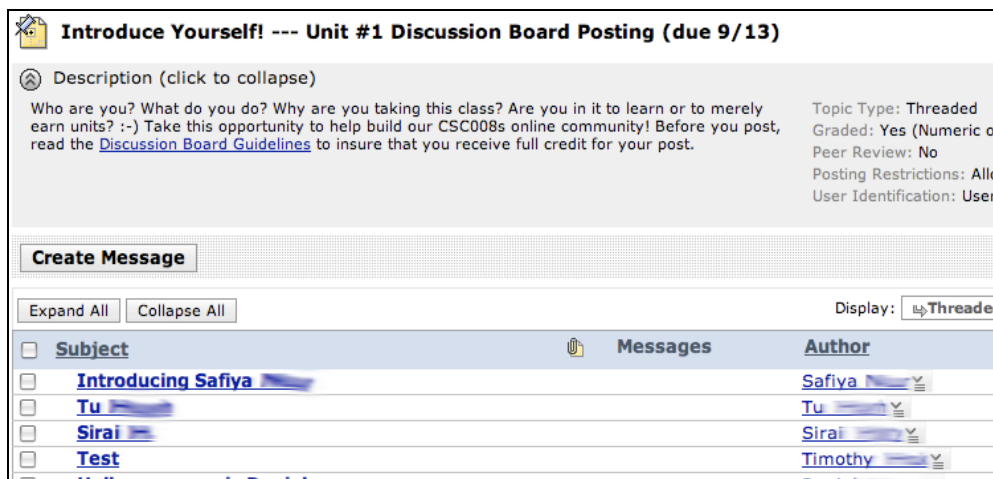 Introduce Yourself! --- Unit #1 Discussion Board Posting (due 9/13)
Description (click to collapse)
Who are you? What do you do? Why are you taking this class? Are you in it to learn or to merely
earn units? :-) Take this opportunity to help build our CSC008s online community! Before you post,
read the Discussion Board Guidelines to insure that you receive full credit for your post.
Topic Type: Threaded
Graded: Yes (Numeric o
Peer Review: No
Posting Restrictions: All
User Identification: User
Create Message
Expand All Collapse All Display: Threade
Subject Messages Author
Introducing Safiya Safiya
Tu Tu
Sirai Sirai
Test Timothy